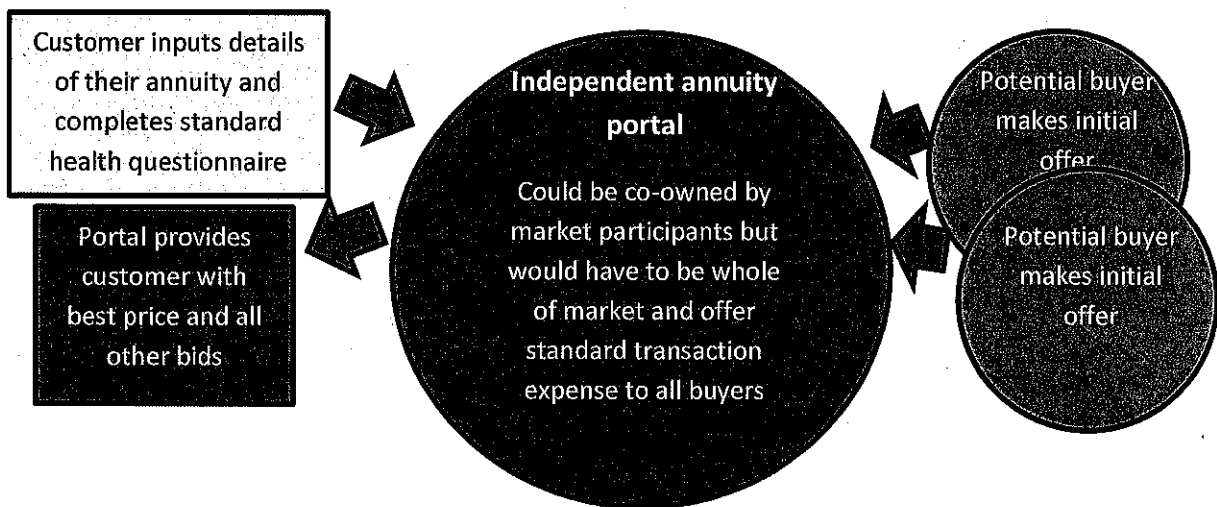 Customer inputs details
of their annuity and
completes standard
health questionnaire
Portal provides
customer with
best price and all
other bids
Independent annuity
portal
Could be co-owned by
market participants but
would have to be whole
of market and offer
standard transaction
expense to all buyers
Potential buyer
makes initial
offer
Potential buyer
makes initial
offer